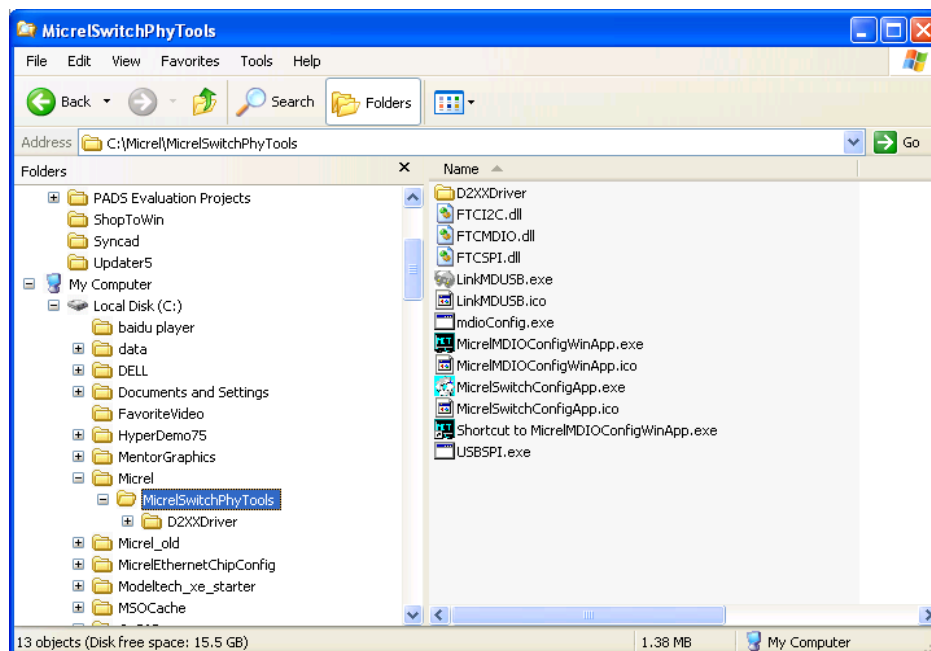 MicrelSwitchPhyTools
File Edit View Favorites Tools Help
Back Search Folders
Address C:\Micrel\MicrelSwitchPhyTools Go
Folders
PADS Evaluation Projects
ShopToWin
Syncad
Updater5
My Computer
Local Disk (C:)
baidu player
data
DELL
Documents and Settings
FavoriteVideo
HyperDemo75
MentorGraphics
Micrel
MicrelSwitchPhyTools
D2XXDriver
Micrel_old
MicrelEthernetChipConfig
Modeltech_xe_starter
MSOCache
Name
D2XXDriver
FTCI2C.dll
FTCMDIO.dll
FTCSPI.dll
LinkMDUSB.exe
LinkMDUSB.ico
mdioConfig.exe
MicrelMDIOConfigWinApp.exe
MicrelMDIOConfigWinApp.ico
MicrelSwitchConfigApp.exe
MicrelSwitchConfigApp.ico
Shortcut to MicrelMDIOConfigWinApp.exe
USBSPI.exe
13 objects (Disk free space: 15.5 GB) 1.38 MB My Computer